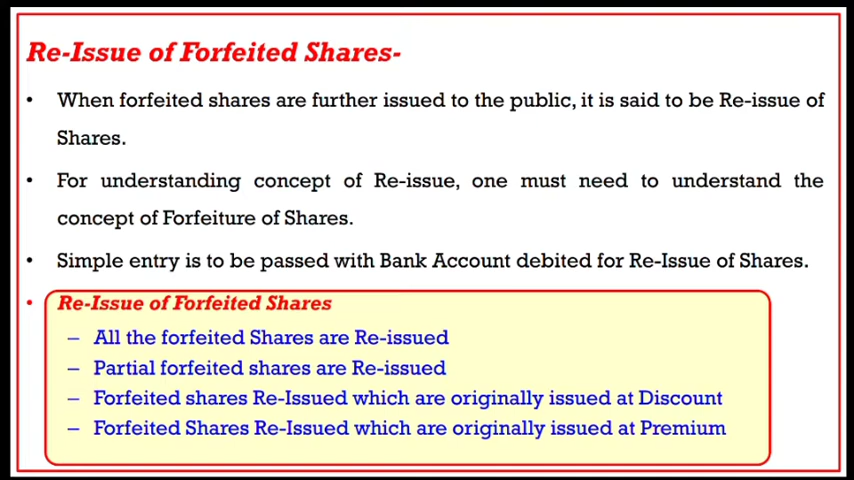 Re-Issue of Forfeited Shares-
• When forfeited shares are further issued to the public, it is said to be Re-issue of
Shares.
• For understanding concept of Re-issue, one must need to understand the
concept of Forfeiture of Shares.
• Simple entry is to be passed with Bank Account debited for Re-Issue of Shares.
• Re-Issue of Forfeited Shares
– All the forfeited Shares are Re-issued
– Partial forfeited shares are Re-issued
– Forfeited shares Re-Issued which are originally issued at Discount
– Forfeited Shares Re-Issued which are originally issued at Premium